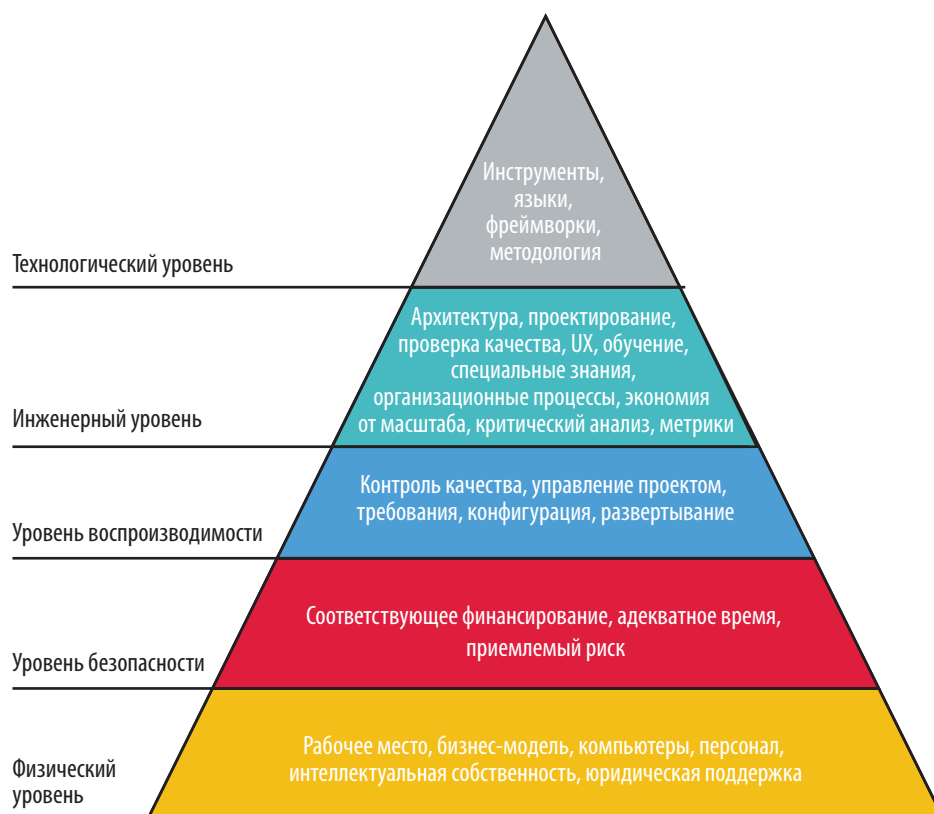 Инструменты,
языки,
фреймворки,
методология
Технологический уровень
Архитектура, проектирование,
проверка качества, UX, обучение,
специальные знания,
организационные процессы, экономия
от масштаба, критический анализ, метрики
Инженерный уровень
Контроль качества, управление проектом,
требования, конфигурация, развертывание
Уровень воспроизводимости
Соответствующее финансирование, адекватное время,
приемлемый риск
Уровень безопасности
Рабочее место, бизнес-модель, компьютеры, персонал,
интеллектуальная собственность, юридическая поддержка
Физический
уровень